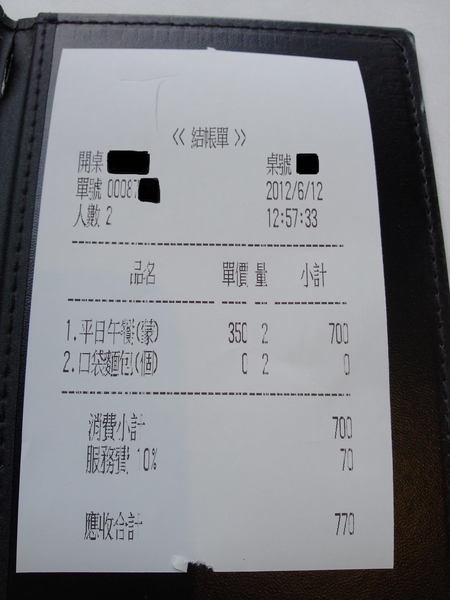 << 結帳單 >>
開桌 桌號
單號 00087 2012/6/12
人數 2 12:57:33
品名 單價 量 小計
1.平日午餐(蒙) 350 2 700
2.口袋麵包(個) 0 2 0
消費小計 700
服務費 10% 70
應收合計 770